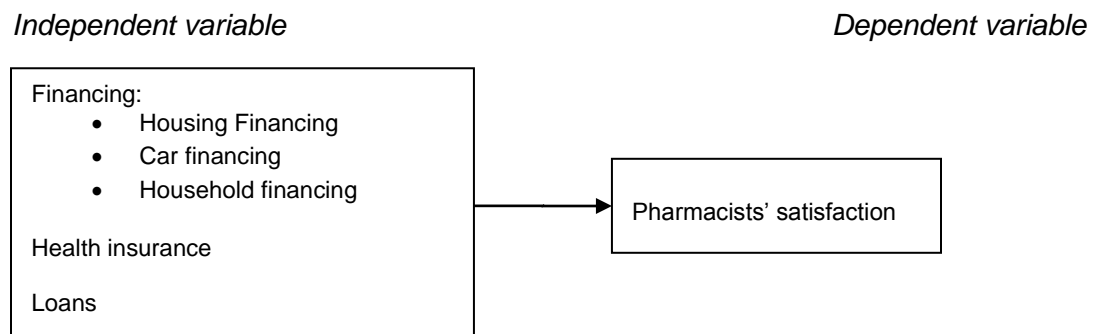 Independent variable
Dependent variable
Financing:
• Housing Financing
• Car financing
• Household financing
Health insurance
Loans
Pharmacists’ satisfaction